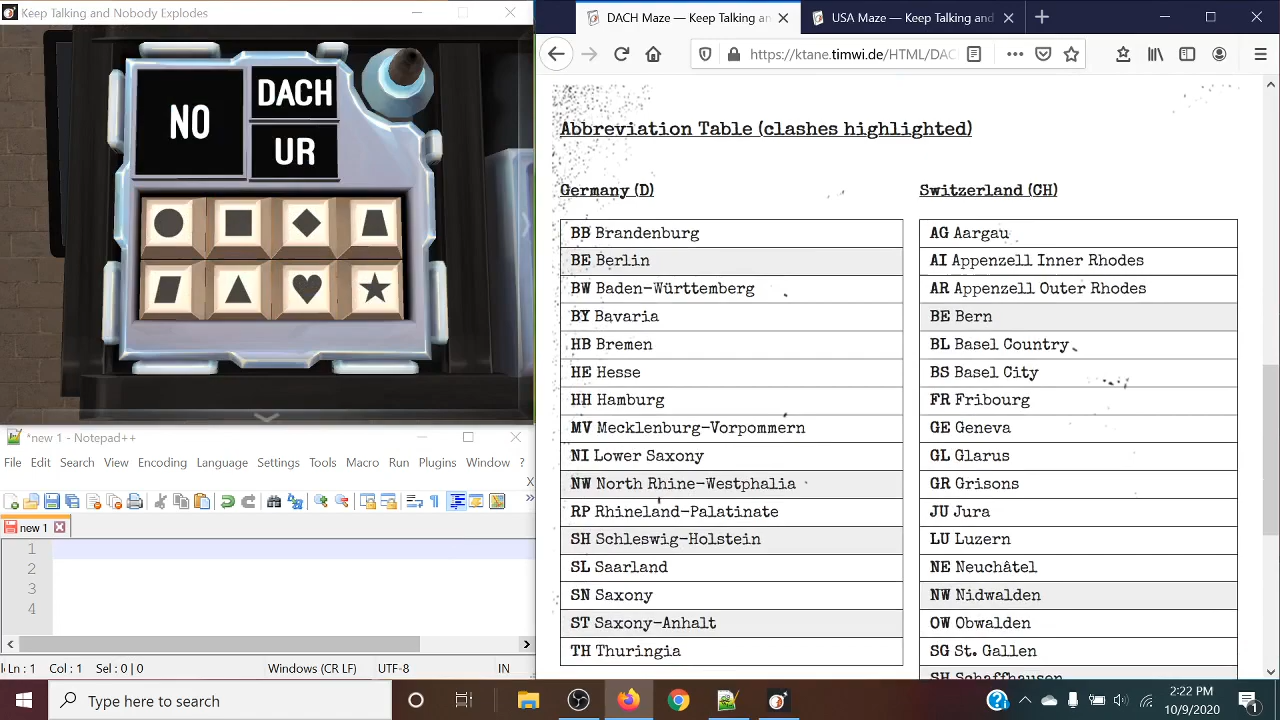 Keep Talking and Nobody Explodes
NO
DACH
UR
*new 1 - Notepad++
File Edit Search View Encoding Language Settings Tools Macro Run Plugins Window ?
X
new 1
1
2
3
4
Ln : 1 Col : 1 Sel : 0 | 0 Windows (CR LF) UTF-8 IN
DACH Maze — Keep Talking an
USA Maze — Keep Talking and
https://ktane.timwi.de/HTML/DAC
Abbreviation Table (clashes highlighted)
Germany (D)
BB Brandenburg
BE Berlin
BW Baden-Württemberg
BY Bavaria
HB Bremen
HE Hesse
HH Hamburg
MV Mecklenburg-Vorpommern
NI Lower Saxony
NW North Rhine-Westphalia
RP Rhineland-Palatinate
SH Schleswig-Holstein
SL Saarland
SN Saxony
ST Saxony-Anhalt
TH Thuringia
Switzerland (CH)
AG Aargau
AI Appenzell Inner Rhodes
AR Appenzell Outer Rhodes
BE Bern
BL Basel Country
BS Basel City
FR Fribourg
GE Geneva
GL Glarus
GR Grisons
JU Jura
LU Luzern
NE Neuchâtel
NW Nidwalden
OW Obwalden
SG St. Gallen
SH Schaffhausen
Type here to search
2:22 PM
10/9/2020
1